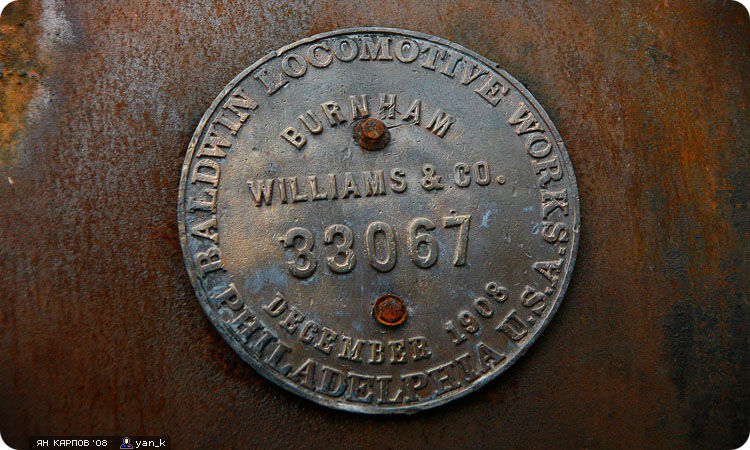 BALDWIN LOCOMOTIVE WORKS.
BURNHAM
WILLIAMS & CO.
33067
DECEMBER 1908
PHILADELPHIA U.S.A.
ЯН КАРПОВ '08 yan_k